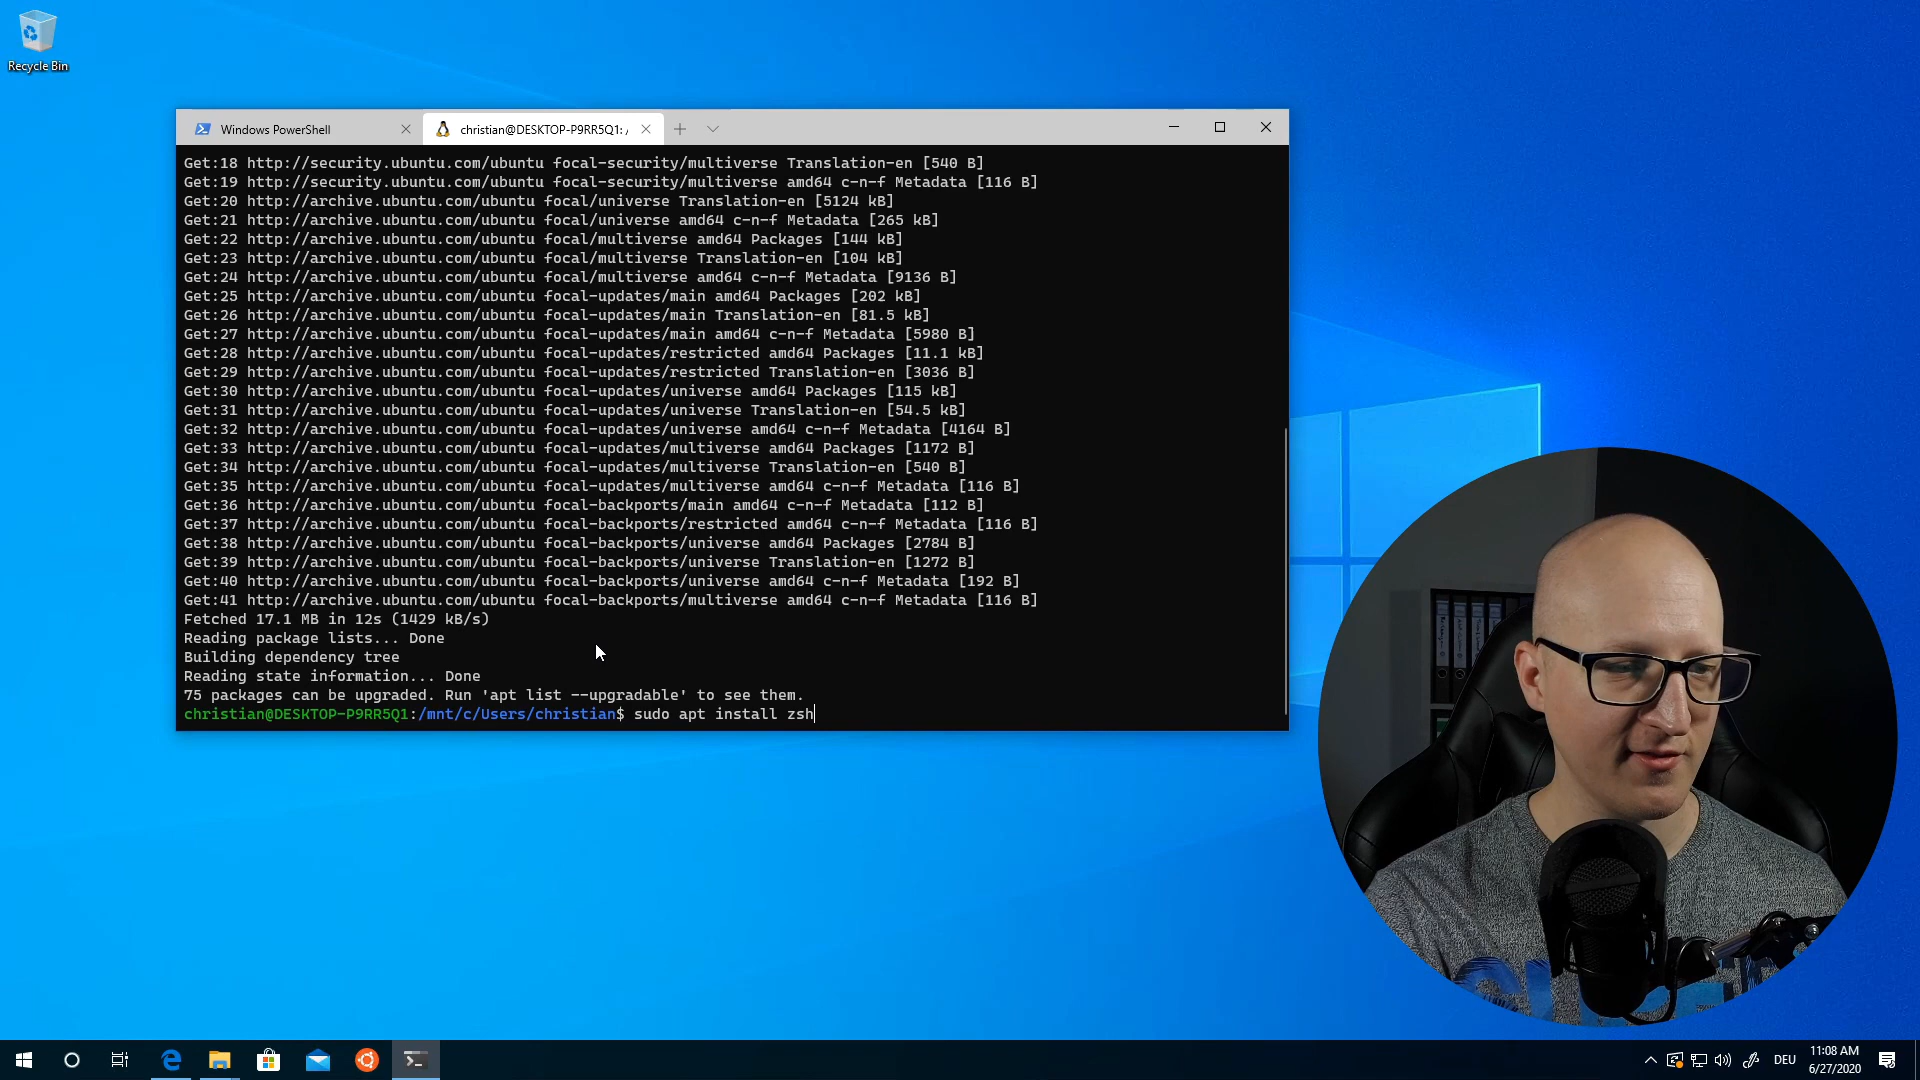 Recycle Bin
Windows PowerShell
christian@DESKTOP-P9RR5Q1: /
Get:18 http://security.ubuntu.com/ubuntu focal-security/multiverse Translation-en [540 B]
Get:19 http://security.ubuntu.com/ubuntu focal-security/multiverse amd64 c-n-f Metadata [116 B]
Get:20 http://archive.ubuntu.com/ubuntu focal/universe Translation-en [5124 kB]
Get:21 http://archive.ubuntu.com/ubuntu focal/universe amd64 c-n-f Metadata [265 kB]
Get:22 http://archive.ubuntu.com/ubuntu focal/multiverse amd64 Packages [144 kB]
Get:23 http://archive.ubuntu.com/ubuntu focal/multiverse Translation-en [104 kB]
Get:24 http://archive.ubuntu.com/ubuntu focal/multiverse amd64 c-n-f Metadata [9136 B]
Get:25 http://archive.ubuntu.com/ubuntu focal-updates/main amd64 Packages [202 kB]
Get:26 http://archive.ubuntu.com/ubuntu focal-updates/main Translation-en [81.5 kB]
Get:27 http://archive.ubuntu.com/ubuntu focal-updates/main amd64 c-n-f Metadata [5980 B]
Get:28 http://archive.ubuntu.com/ubuntu focal-updates/restricted amd64 Packages [11.1 kB]
Get:29 http://archive.ubuntu.com/ubuntu focal-updates/restricted Translation-en [3036 B]
Get:30 http://archive.ubuntu.com/ubuntu focal-updates/universe amd64 Packages [115 kB]
Get:31 http://archive.ubuntu.com/ubuntu focal-updates/universe Translation-en [54.5 kB]
Get:32 http://archive.ubuntu.com/ubuntu focal-updates/universe amd64 c-n-f Metadata [4164 B]
Get:33 http://archive.ubuntu.com/ubuntu focal-updates/multiverse amd64 Packages [1172 B]
Get:34 http://archive.ubuntu.com/ubuntu focal-updates/multiverse Translation-en [540 B]
Get:35 http://archive.ubuntu.com/ubuntu focal-updates/multiverse amd64 c-n-f Metadata [116 B]
Get:36 http://archive.ubuntu.com/ubuntu focal-backports/main amd64 c-n-f Metadata [112 B]
Get:37 http://archive.ubuntu.com/ubuntu focal-backports/restricted amd64 c-n-f Metadata [116 B]
Get:38 http://archive.ubuntu.com/ubuntu focal-backports/universe amd64 Packages [2784 B]
Get:39 http://archive.ubuntu.com/ubuntu focal-backports/universe Translation-en [1272 B]
Get:40 http://archive.ubuntu.com/ubuntu focal-backports/universe amd64 c-n-f Metadata [192 B]
Get:41 http://archive.ubuntu.com/ubuntu focal-backports/multiverse amd64 c-n-f Metadata [116 B]
Fetched 17.1 MB in 12s (1429 kB/s)
Reading package lists... Done
Building dependency tree
Reading state information... Done
75 packages can be upgraded. Run 'apt list --upgradable' to see them.
christian@DESKTOP-P9RR5Q1:/mnt/c/Users/christian$ sudo apt install zsh
DEU
11:08 AM
6/27/2020